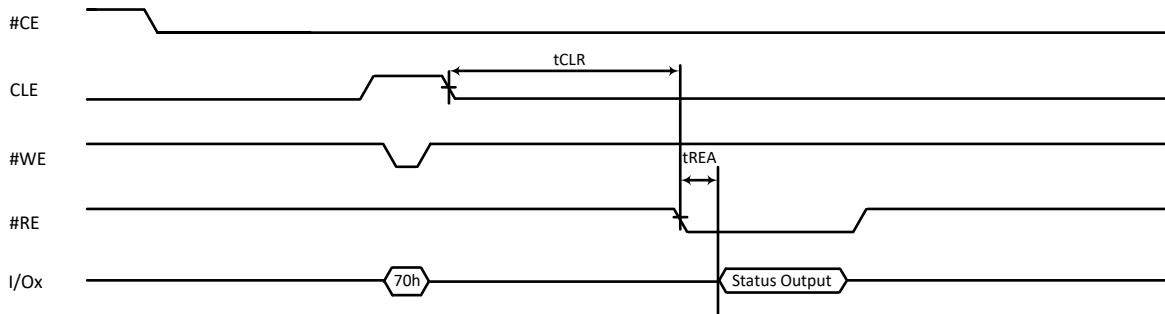 #CE
tCLR
CLE
#WE
tREA
#RE
I/Ox
70h
Status Output